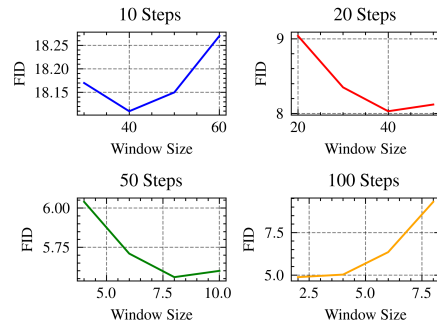 10 Steps
18.25
18.20
18.15
FID
40
60
Window Size
20 Steps
9
8
FID
20
40
Window Size
50 Steps
6.00
5.75
FID
5.0
7.5
10.0
Window Size
100 Steps
7.5
5.0
FID
2.5
5.0
7.5
Window Size